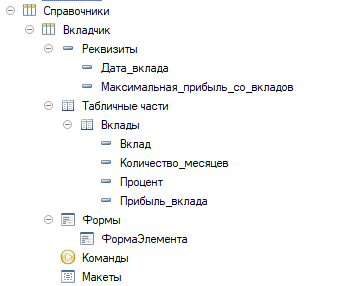 Справочники
Вкладчик
Реквизиты
Дата_вклада
Максимальная_прибыль_со_вкладов
Табличные части
Вклады
Вклад
Количество_месяцев
Процент
Прибыль_вклада
Формы
ФормаЭлемента
Команды
Макеты